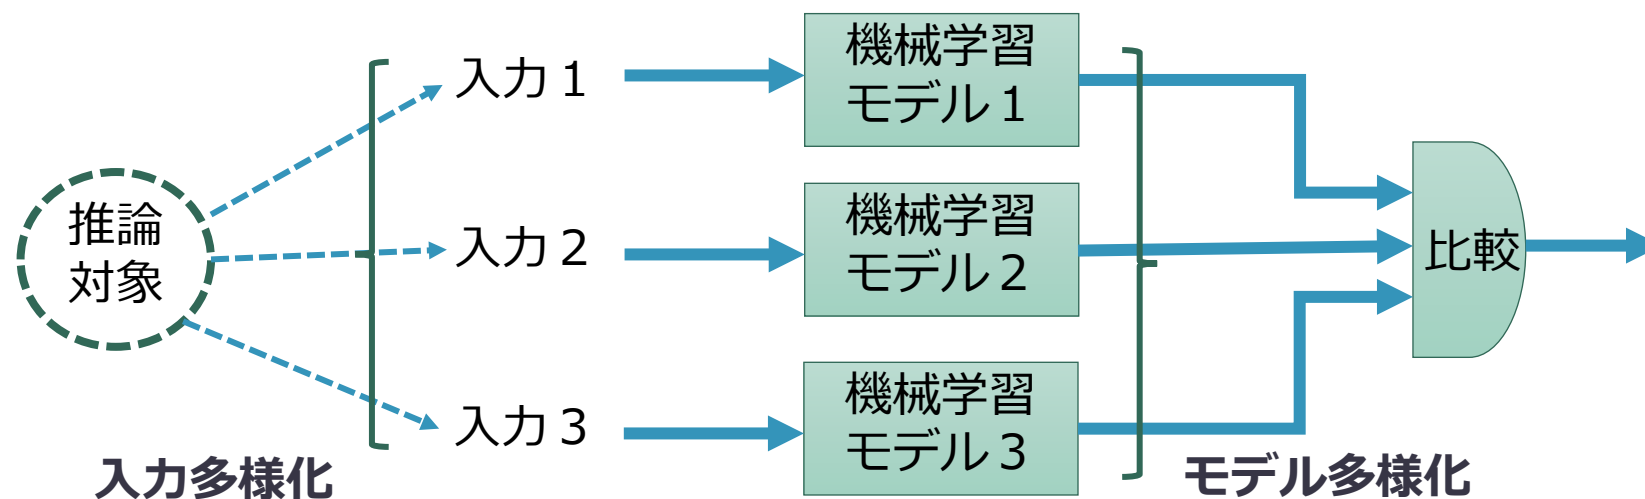 推論
対象
入力１
入力２
入力３
機械学習
モデル１
機械学習
モデル２
機械学習
モデル３
比較
入力多様化
モデル多様化